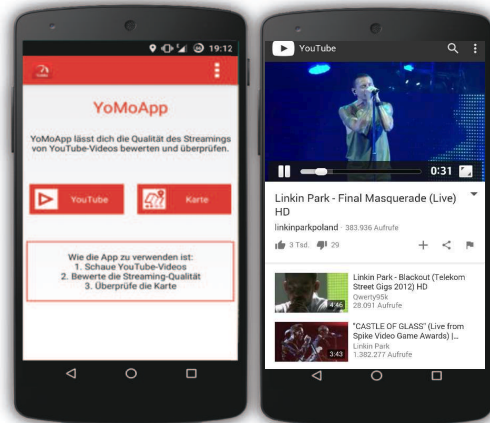 19:12
YoMoApp
YoMoApp lässt dich die Qualität des Streamings
von YouTube-Videos bewerten und überprüfen.
YouTube
Karte
Wie die App zu verwenden ist:
1. Schaue YouTube-Videos
2. Bewerte die Streaming-Qualität
3. Überprüfe die Karte
YouTube
0:31
Linkin Park - Final Masquerade (Live)
HD
linkinparkpoland · 383.936 Aufrufe
3 Tsd.
29
Linkin Park - Blackout (Telekom
Street Gigs 2012) HD
Qwerty95k
28.091 Aufrufe
4:46
"CASTLE OF GLASS" (Live from
Spike Video Game Awards) |...
Linkin Park
1.382.277 Aufrufe
3:43